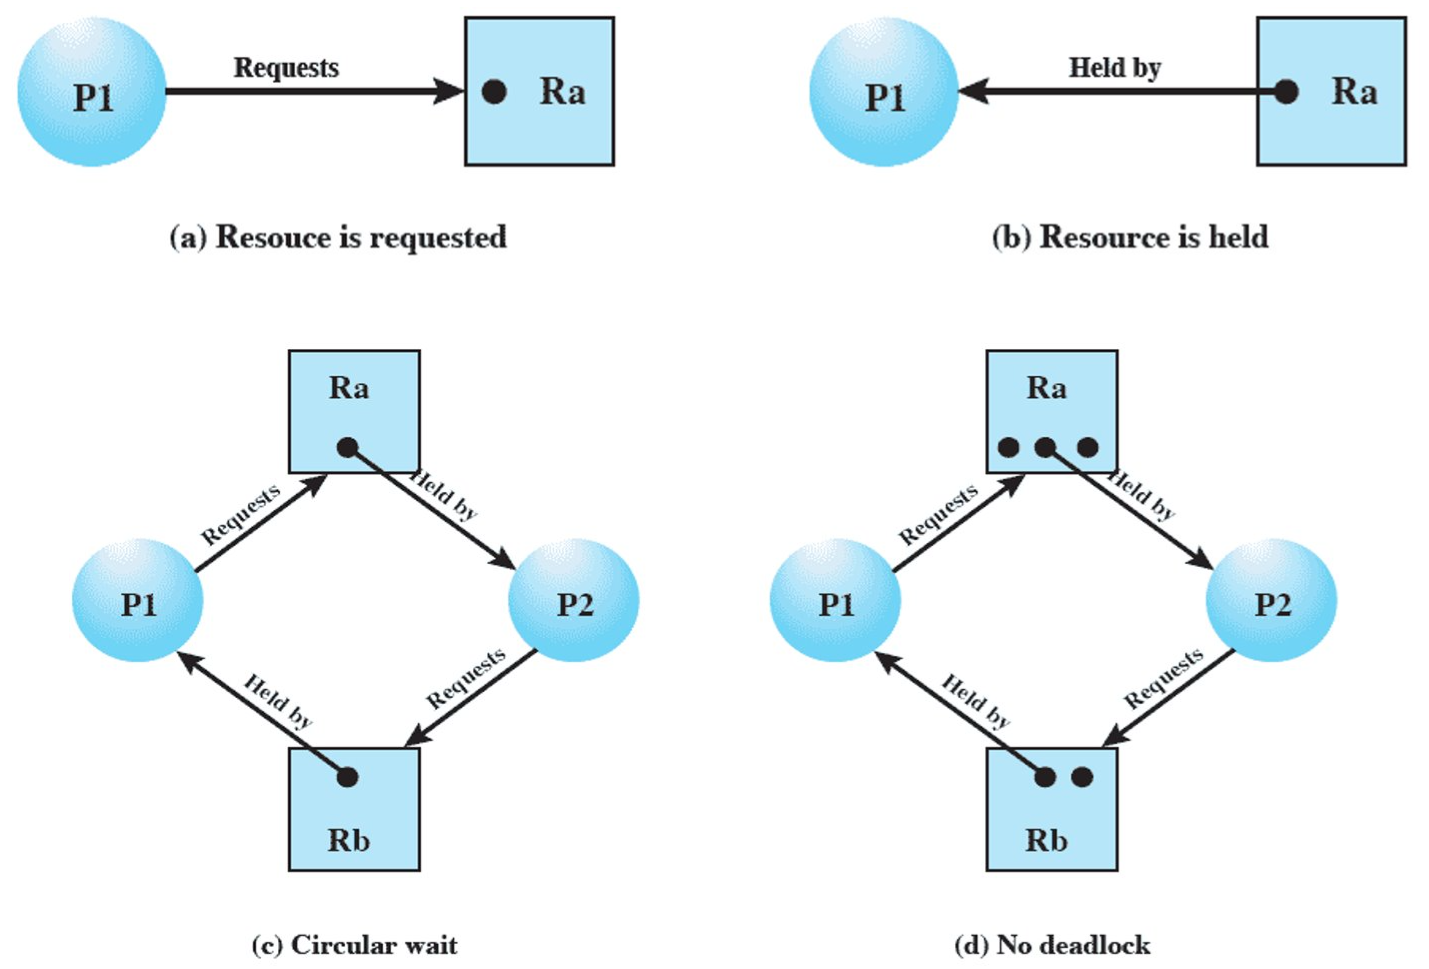 P1
Requests
Ra
P1
Held by
Ra
(a) Resouce is requested
(b) Resource is held
Ra
Requests
Held by
P1
P2
Held by
Requests
Rb
Ra
Requests
Held by
P1
P2
Held by
Requests
Rb
(c) Circular wait
(d) No deadlock